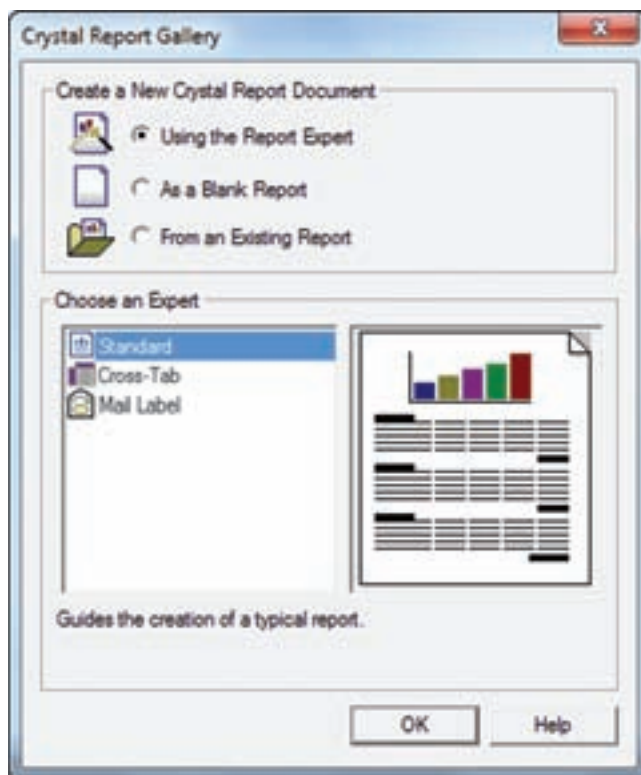 Crystal Report Gallery
Create a New Crystal Report Document
Using the Report Expert
As a Blank Report
From an Existing Report
Choose an Expert
Standard
Cross-Tab
Mail Label
Guides the creation of a typical report.
OK
Help